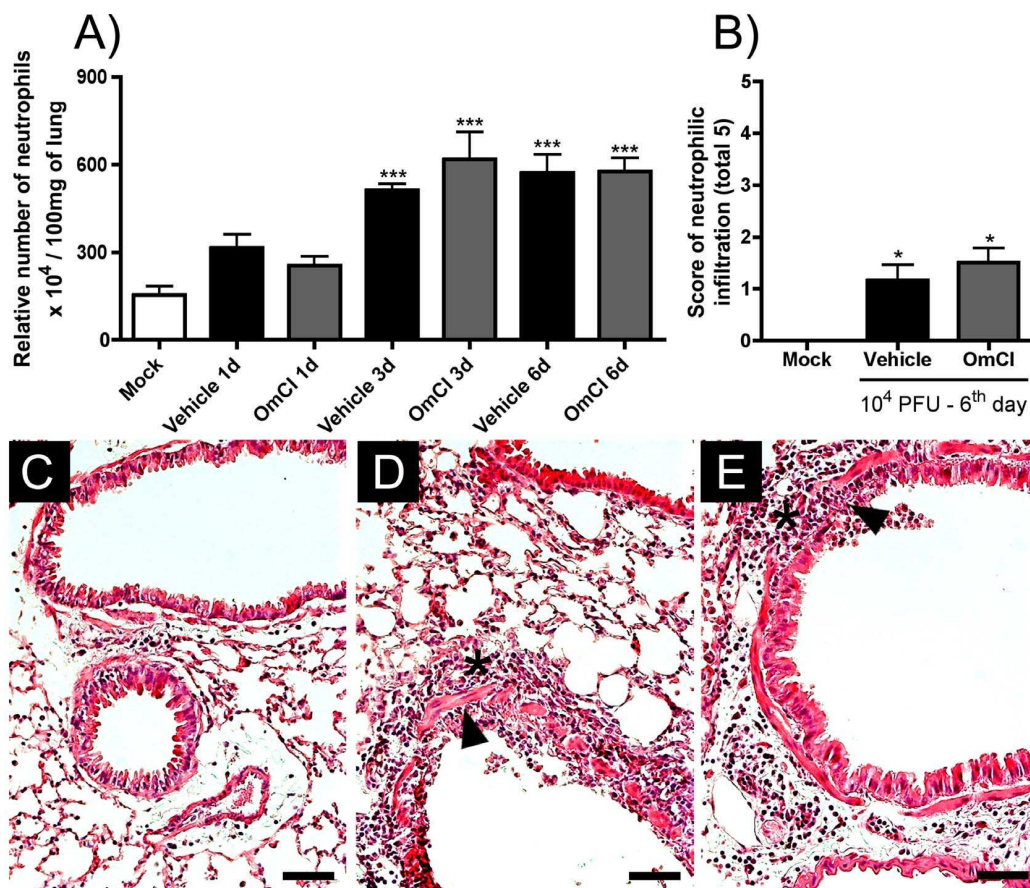 A)
Relative number of neutrophils
x 10⁴ / 100mg of lung
900
600
300
0
***
***
***
***
Mock
Vehicle 1d
OmCI 1d
Vehicle 3d
OmCI 3d
Vehicle 6d
OmCI 6d
B)
Score of neutrophilic
infiltration (total 5)
5
4
3
2
1
0
*
*
Mock
Vehicle
OmCI
10⁴ PFU - 6ᵗʰ day
C
D
*
E
*